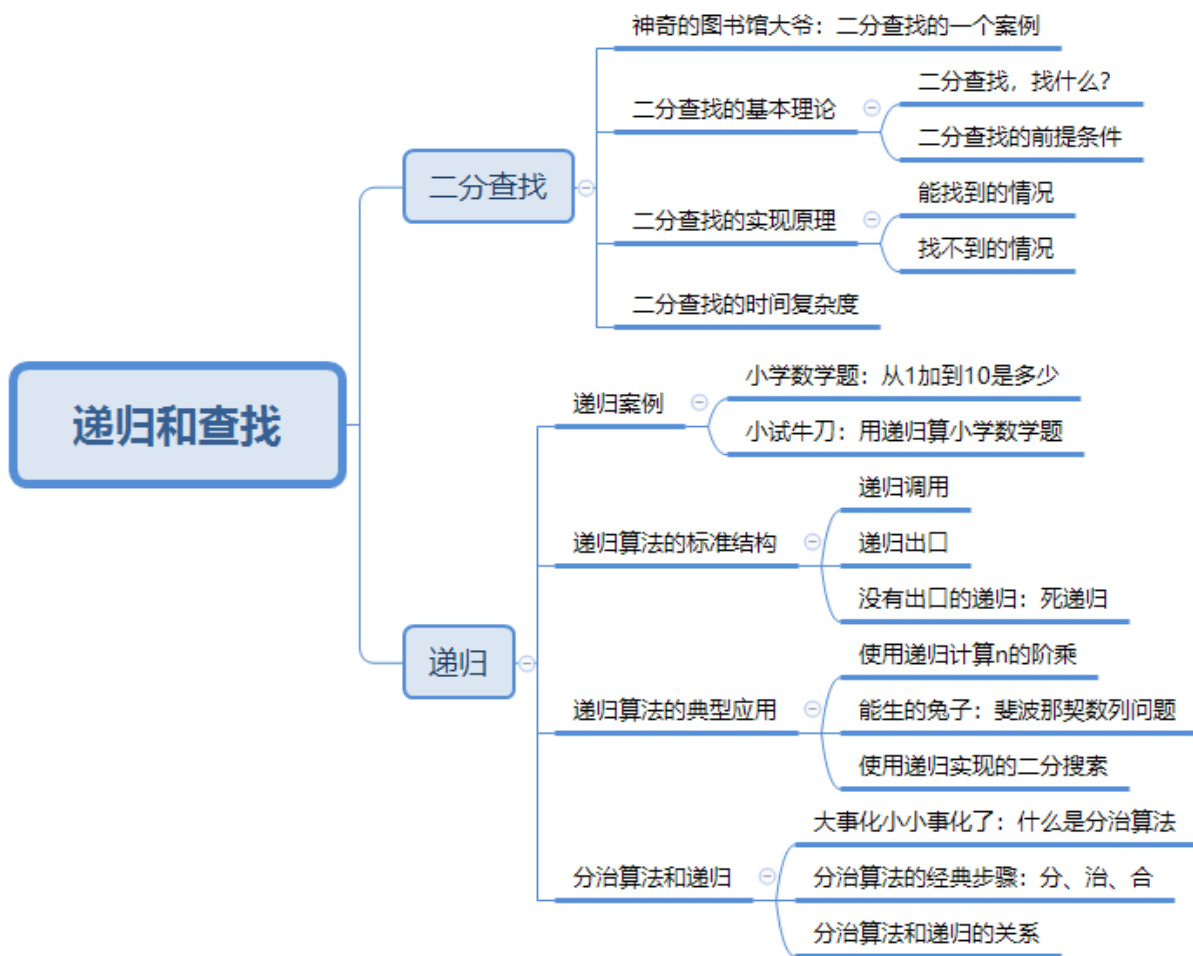 递归和查找
二分查找
神奇的图书馆大爷：二分查找的一个案例
二分查找的基本理论
二分查找，找什么？
二分查找的前提条件
二分查找的实现原理
能找到的情况
找不到的情况
二分查找的时间复杂度
递归
递归案例
小学数学题：从1加到10是多少
小试牛刀：用递归算小学数学题
递归算法的标准结构
递归调用
递归出口
没有出口的递归：死递归
递归算法的典型应用
使用递归计算n的阶乘
能生的兔子：斐波那契数列问题
使用递归实现的二分搜索
分治算法和递归
大事化小小事化了：什么是分治算法
分治算法的经典步骤：分、治、合
分治算法和递归的关系